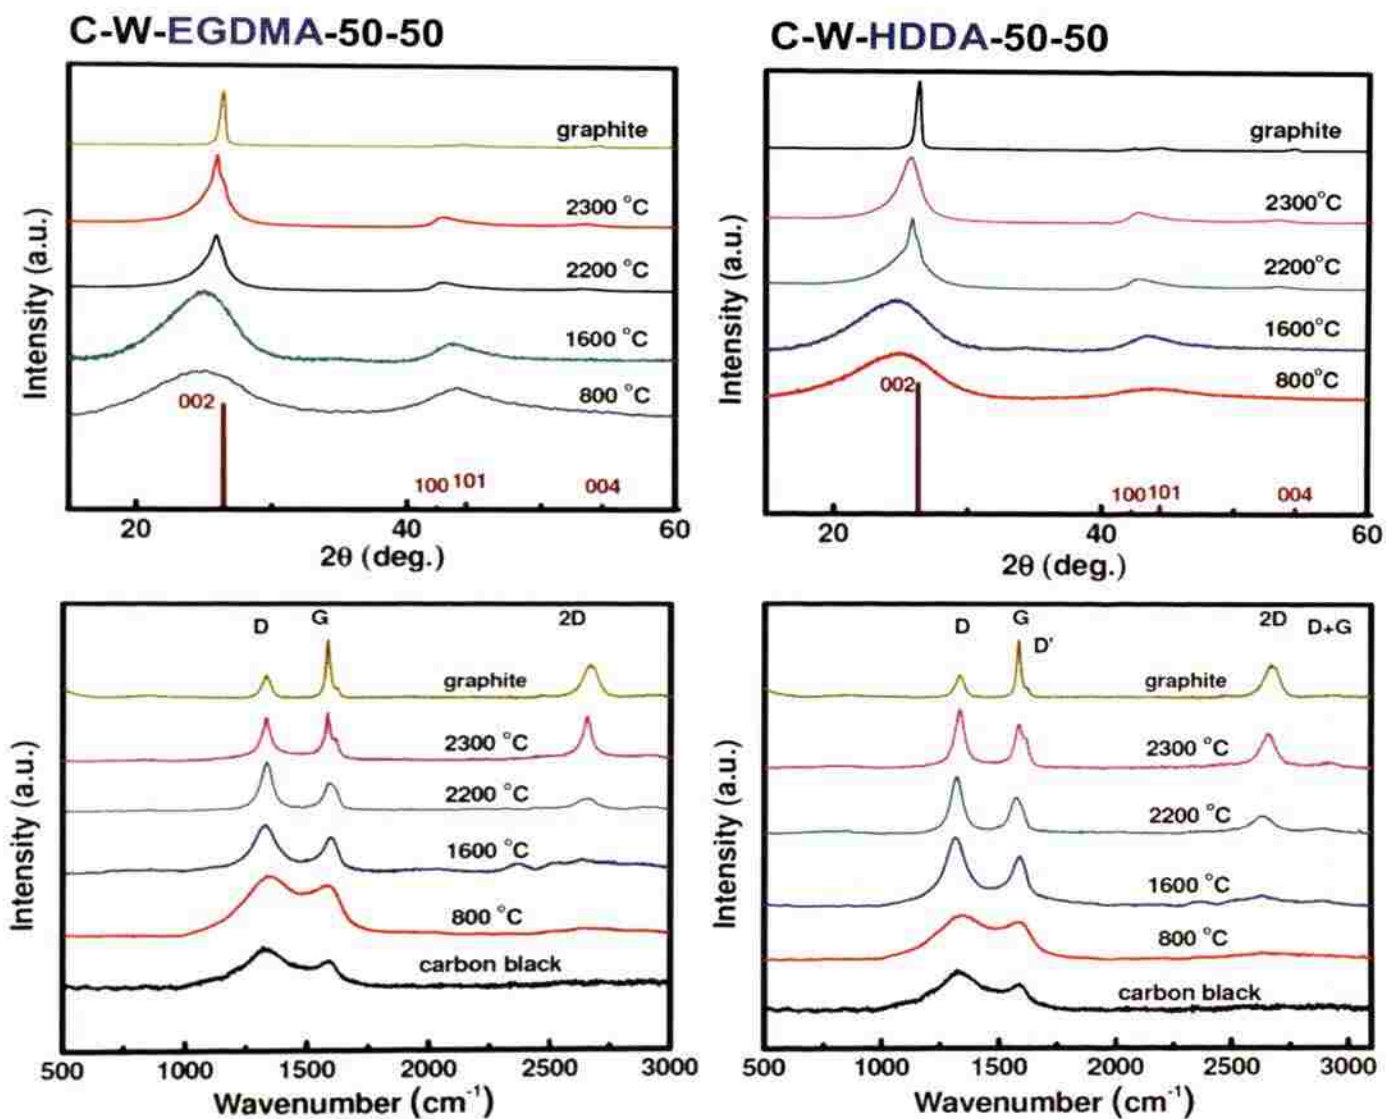 C-W-EGDMA-50-50
graphite
2300 °C
2200 °C
1600 °C
800 °C
002
100 101
004
20 40 60
2θ (deg.)
Intensity (a.u.)
C-W-HDDA-50-50
graphite
2300°C
2200°C
1600°C
800°C
002
100 101
004
20 40 60
2θ (deg.)
Intensity (a.u.)
D G 2D
graphite
2300 °C
2200 °C
1600 °C
800 °C
carbon black
500 1000 1500 2000 2500 3000
Wavenumber (cm⁻¹)
Intensity (a.u.)
D G D' 2D D+G
graphite
2300 °C
2200 °C
1600 °C
800 °C
carbon black
500 1000 1500 2000 2500 3000
Wavenumber (cm⁻¹)
Intensity (a.u.)